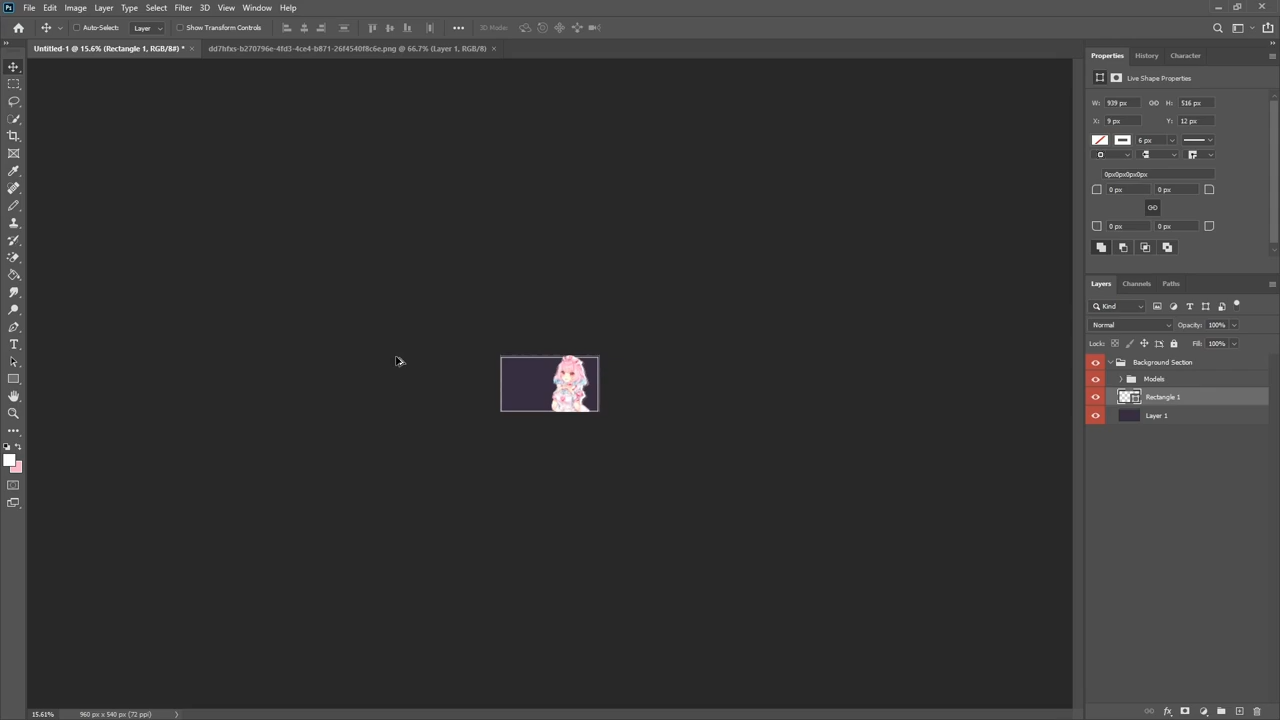 Ps File Edit Image Layer Type Select Filter 3D View Window Help
Auto-Select: Layer Show Transform Controls 3D Mode:
Untitled-1 @ 15.6% (Rectangle 1, RGB/8#) * dd7bfxs-b270796e-4fd3-4ce4-b871-26f4540f8c6e.png @ 66.7% (Layer 1, RGB/8)
Properties History Character
Live Shape Properties
W: 939 px H: 516 px
X: 9 px Y: 12 px
6 px
0px0px0px0px
0 px 0 px
0 px 0 px
Layers Channels Paths
Kind
Normal Opacity: 100%
Lock: Fill: 100%
Background Section
Models
Rectangle 1
Layer 1
15.61% 960 px x 540 px (72 ppi)